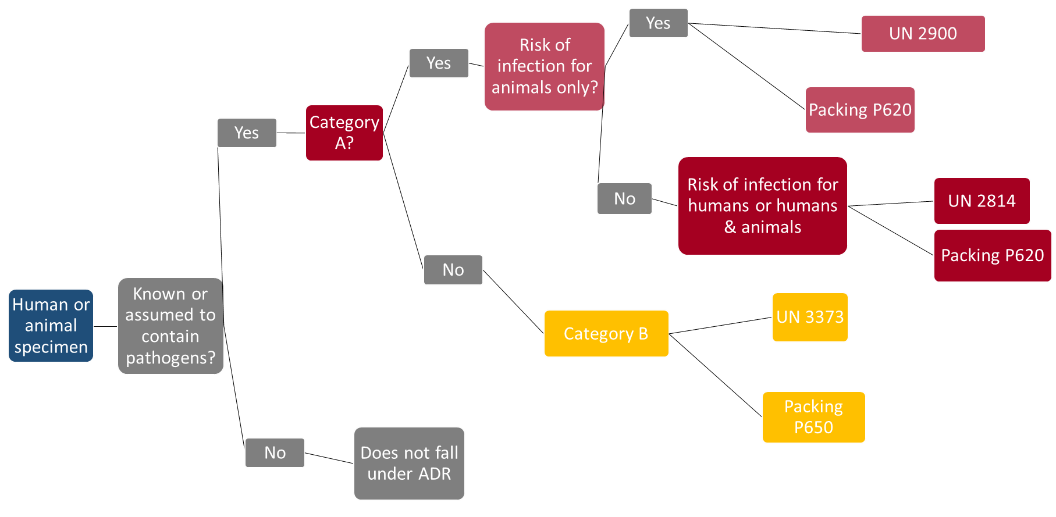 Human or
animal
specimen
Known or
assumed to
contain
pathogens?
Yes
Category
A?
Yes
Risk of
infection for
animals only?
Yes
UN 2900
Packing P620
No
Risk of infection for
humans or humans
& animals
UN 2814
Packing P620
No
Category B
UN 3373
Packing
P650
No
Does not fall
under ADR